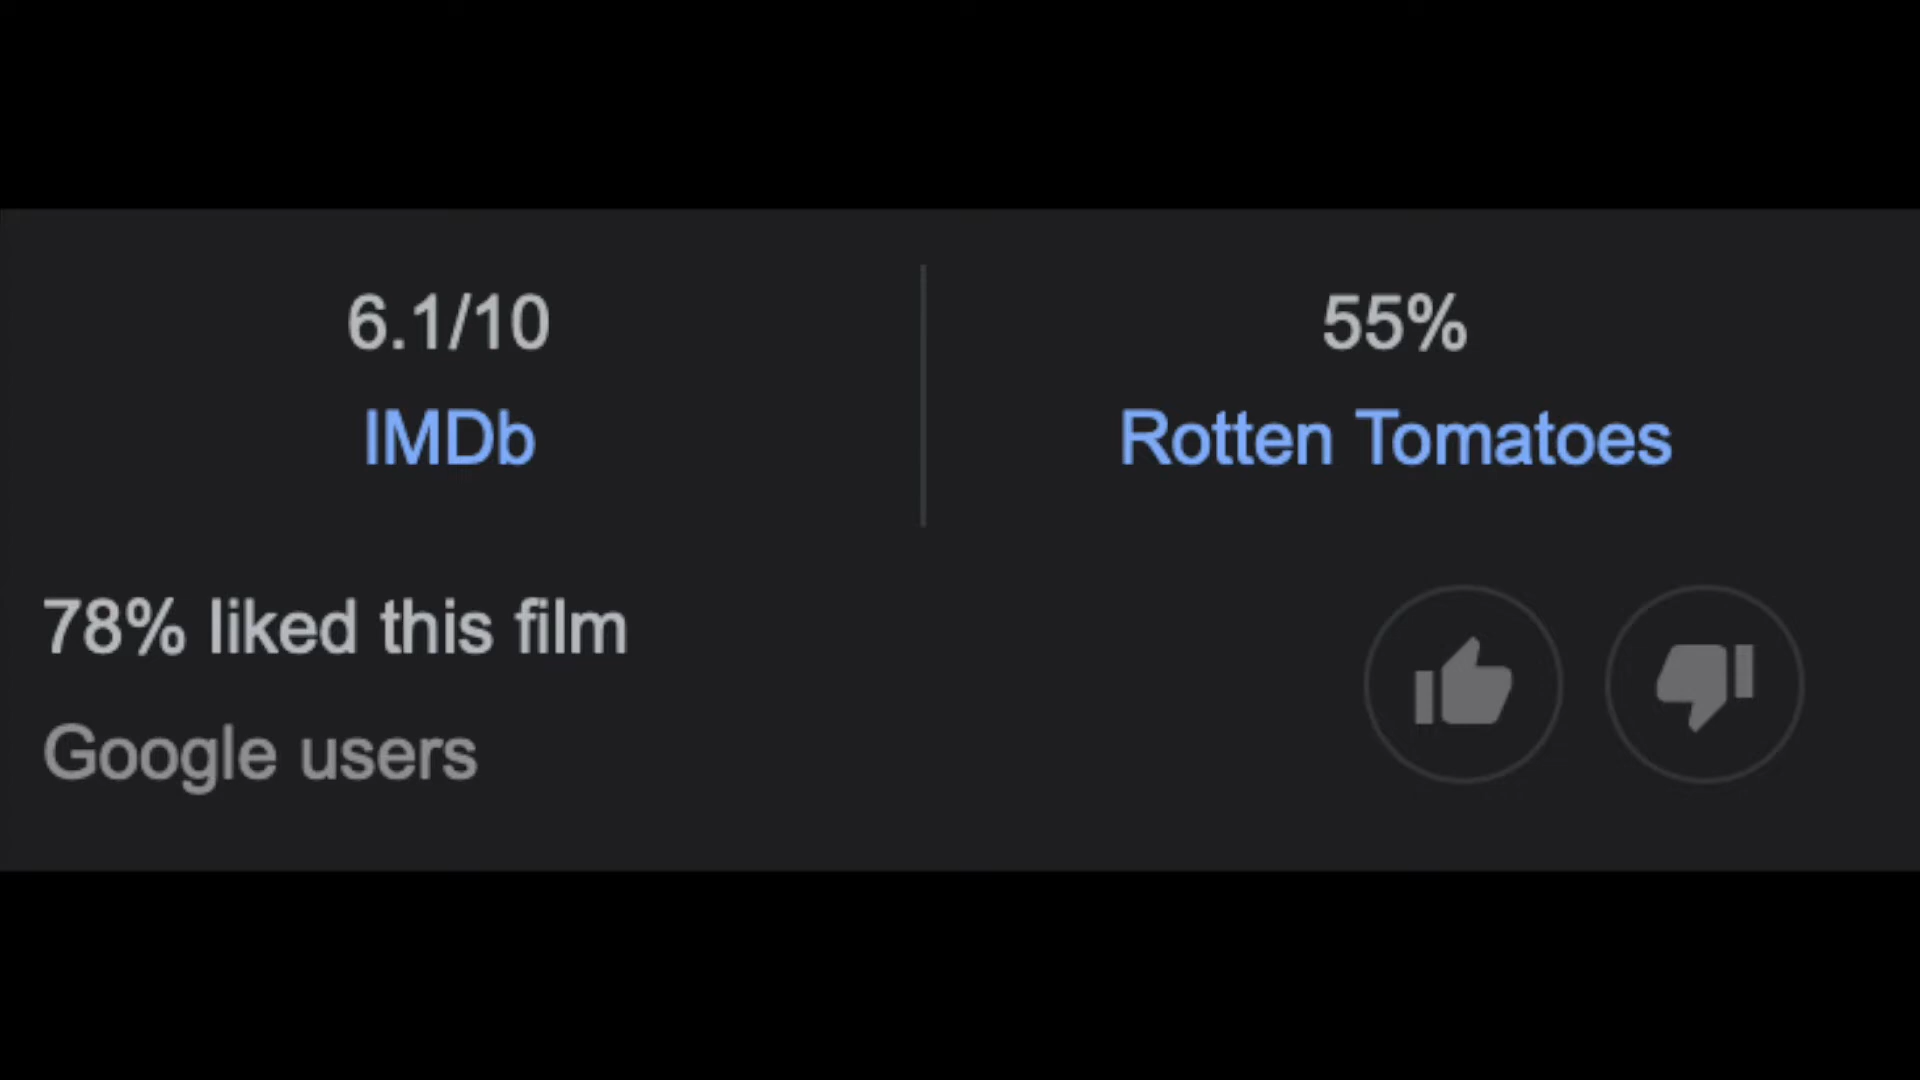 6.1/10
IMDb
55%
Rotten Tomatoes
78% liked this film
Google users